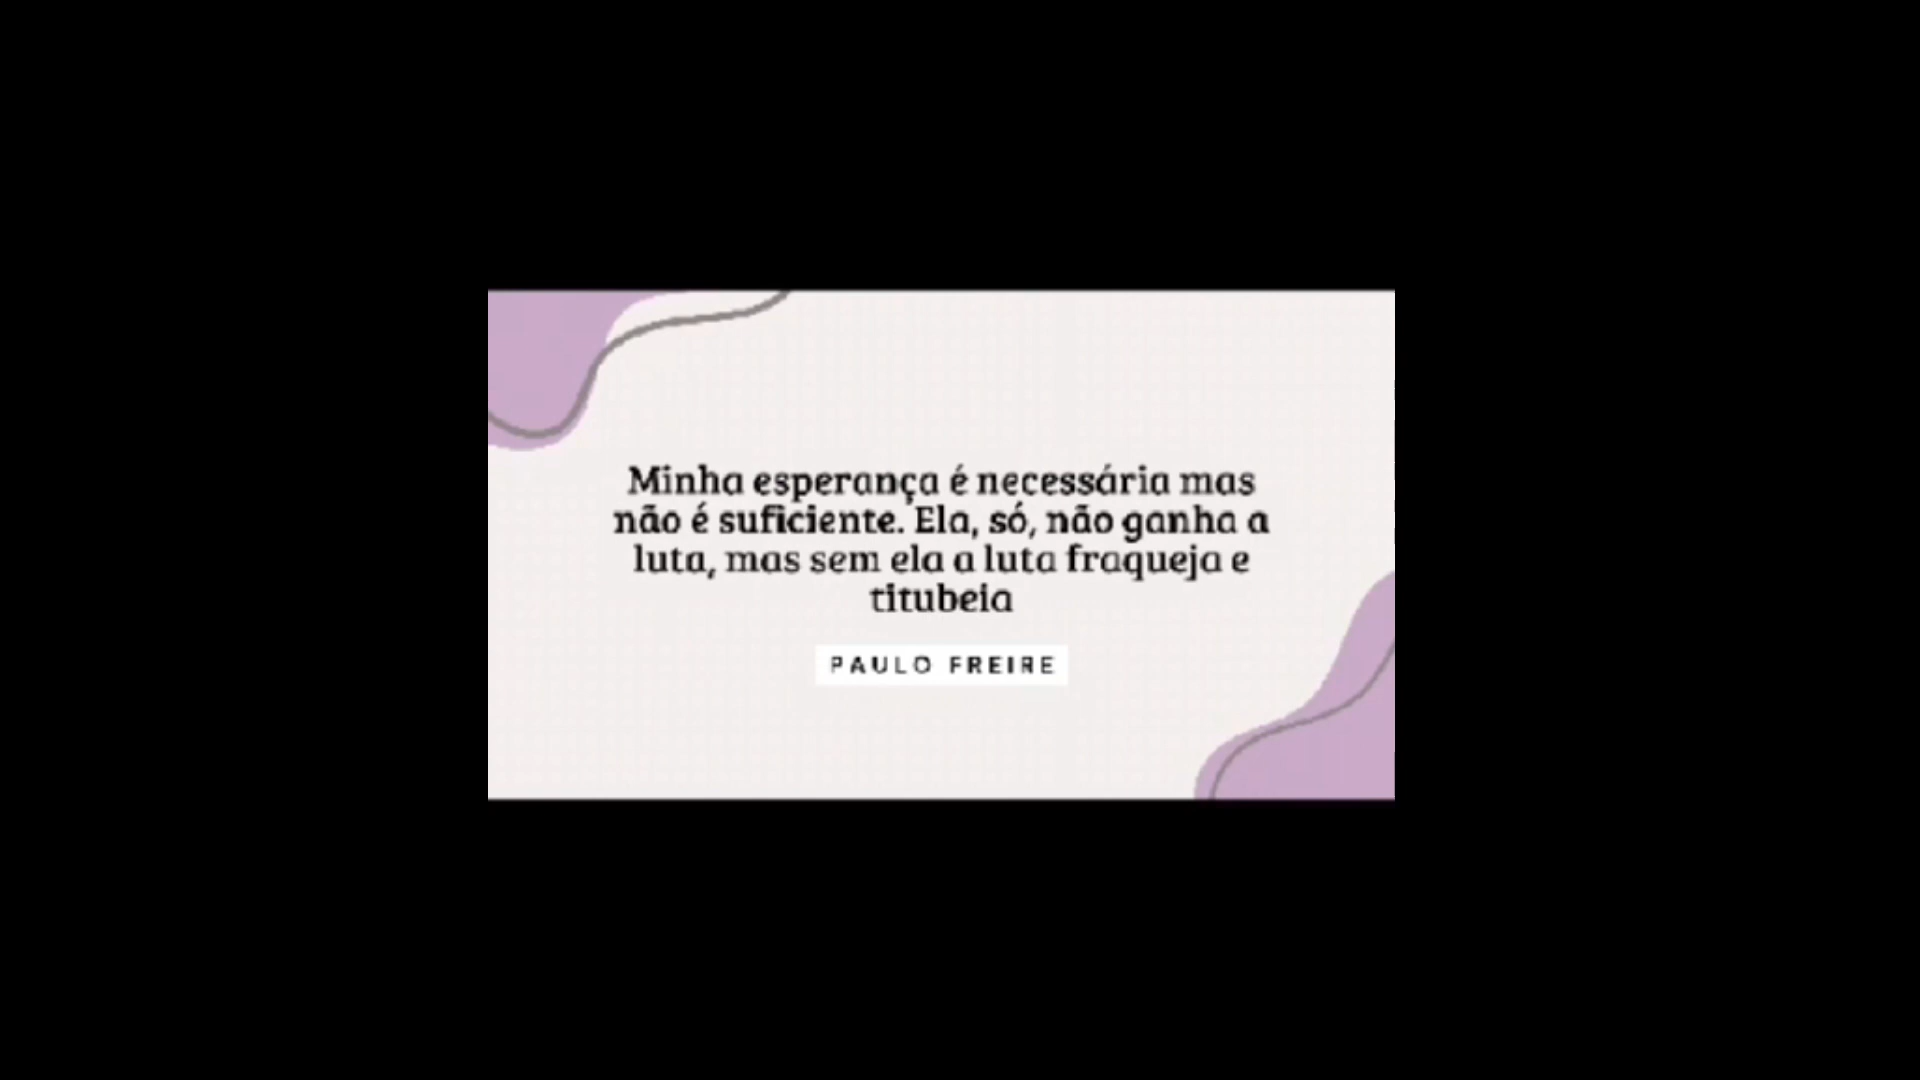 Minha esperança é necessária mas
não é suficiente. Ela, só, não ganha a
luta, mas sem ela a luta fraqueja e
titubeia
PAULO FREIRE